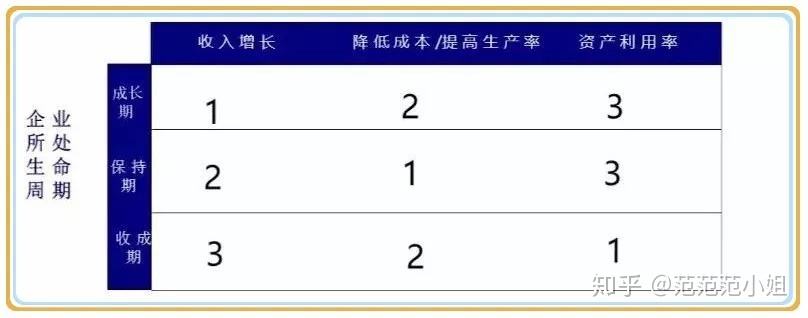 收入增长 降低成本/提高生产率 资产利用率
企业
所处
生命
周期
成长
期
1 2 3
保持
期
2 1 3
收成
期
3 2 1
知乎 @范范范小姐